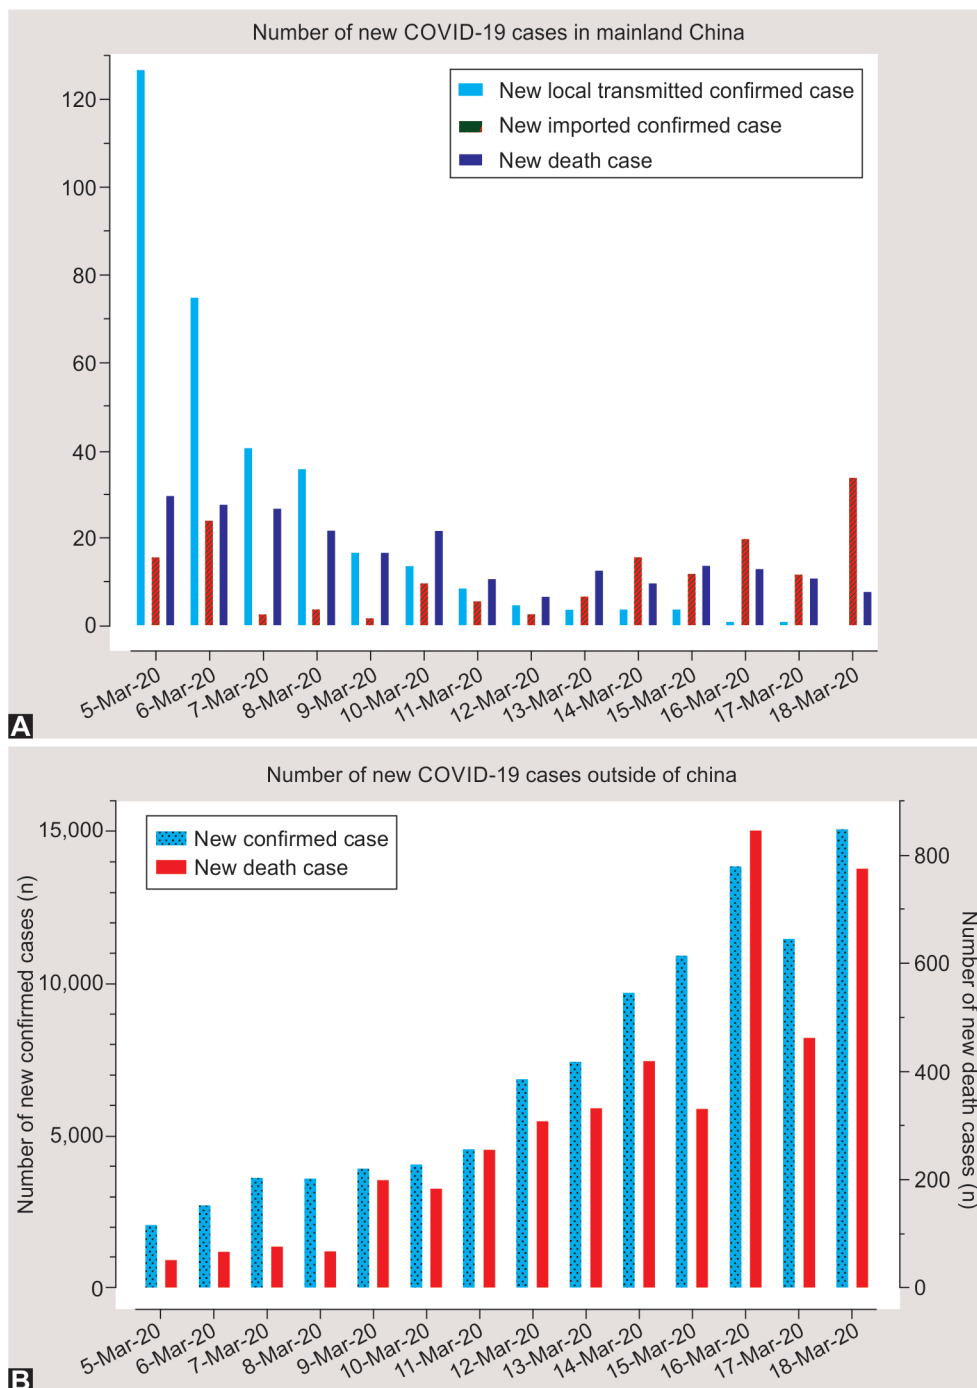 Number of new COVID-19 cases in mainland China
New local transmitted confirmed case
New imported confirmed case
New death case
120
100
80
60
40
20
0
5-Mar-20
6-Mar-20
7-Mar-20
8-Mar-20
9-Mar-20
10-Mar-20
11-Mar-20
12-Mar-20
13-Mar-20
14-Mar-20
15-Mar-20
16-Mar-20
17-Mar-20
18-Mar-20
A
Number of new COVID-19 cases outside of china
New confirmed case
New death case
Number of new confirmed cases (n)
15,000
10,000
5,000
0
800
600
400
200
0
Number of new death cases (n)
5-Mar-20
6-Mar-20
7-Mar-20
8-Mar-20
9-Mar-20
10-Mar-20
11-Mar-20
12-Mar-20
13-Mar-20
14-Mar-20
15-Mar-20
16-Mar-20
17-Mar-20
18-Mar-20
B